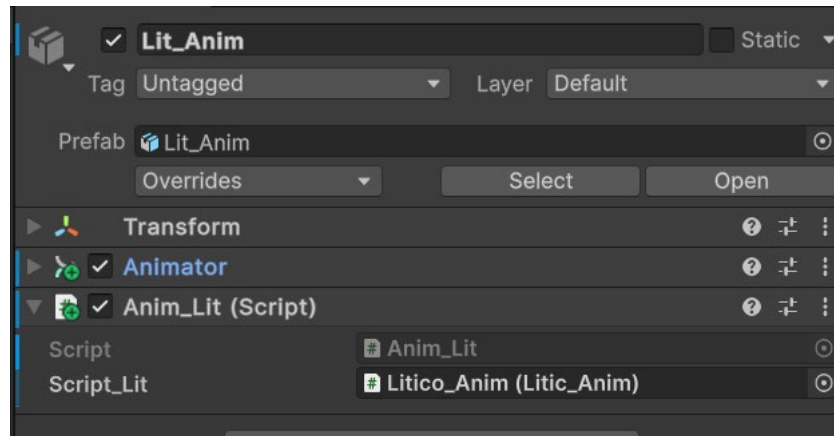 Lit_Anim Static
Tag Untagged Layer Default
Prefab Lit_Anim
Overrides Select Open
Transform
Animator
Anim_Lit (Script)
Script # Anim_Lit
Script_Lit # Litico_Anim (Litic_Anim)